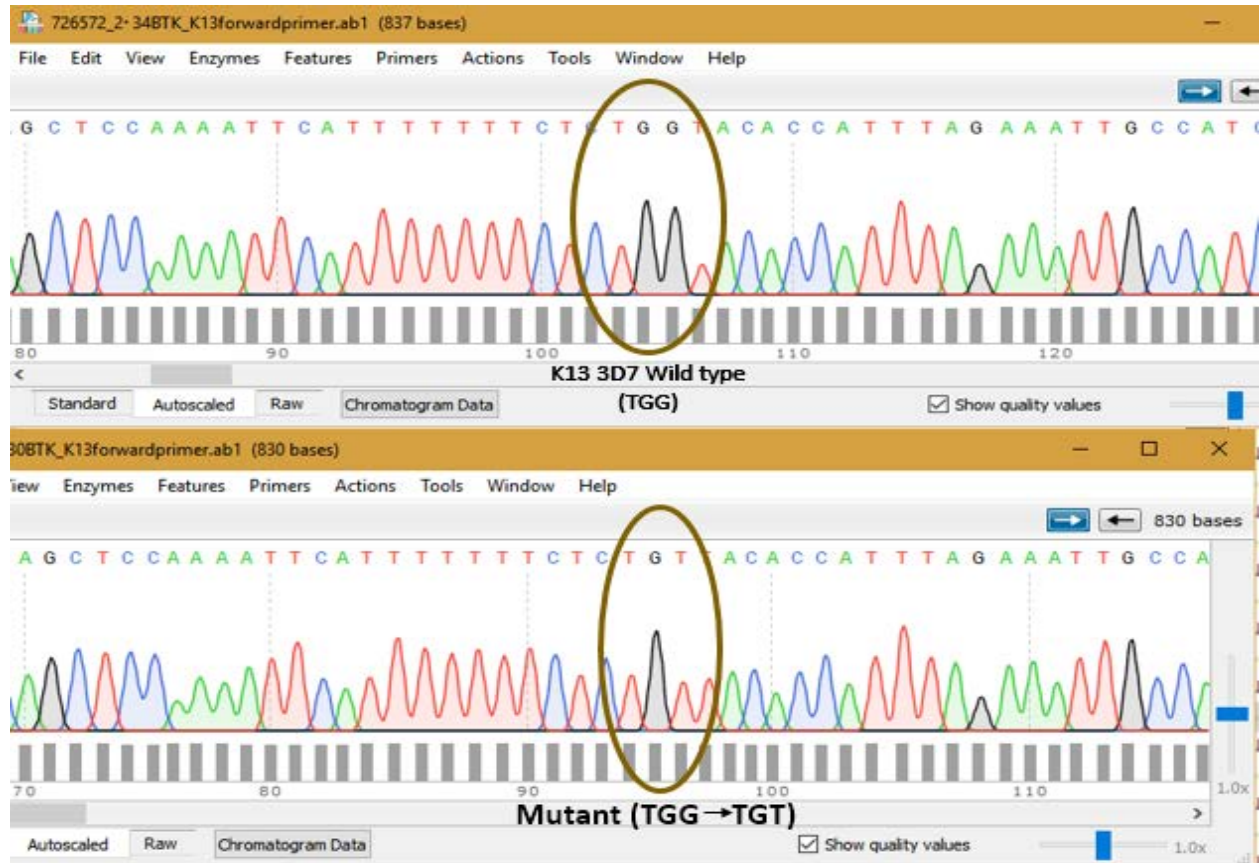 726572_2- 34BTK_K13forwardprimer.ab1 (837 bases)
File Edit View Enzymes Features Primers Actions Tools Window Help
G C T C C A A A A T T C A T T T T T T T C T C T G G T A C A C C A T T T A G A A A T T G C C A T C
80 90 100 110 120
K13 3D7 Wild type
(TGG)
Standard Autoscaled Raw Chromatogram Data Show quality values
30BTK_K13forwardprimer.ab1 (830 bases)
iew Enzymes Features Primers Actions Tools Window Help
830 bases
A G C T C C A A A A T T C A T T T T T T T C T C T G T T A C A C C A T T T A G A A A T T G C C A
70 80 90 100 110
1.0x
Mutant (TGG→TGT)
Autoscaled Raw Chromatogram Data Show quality values 1.0x